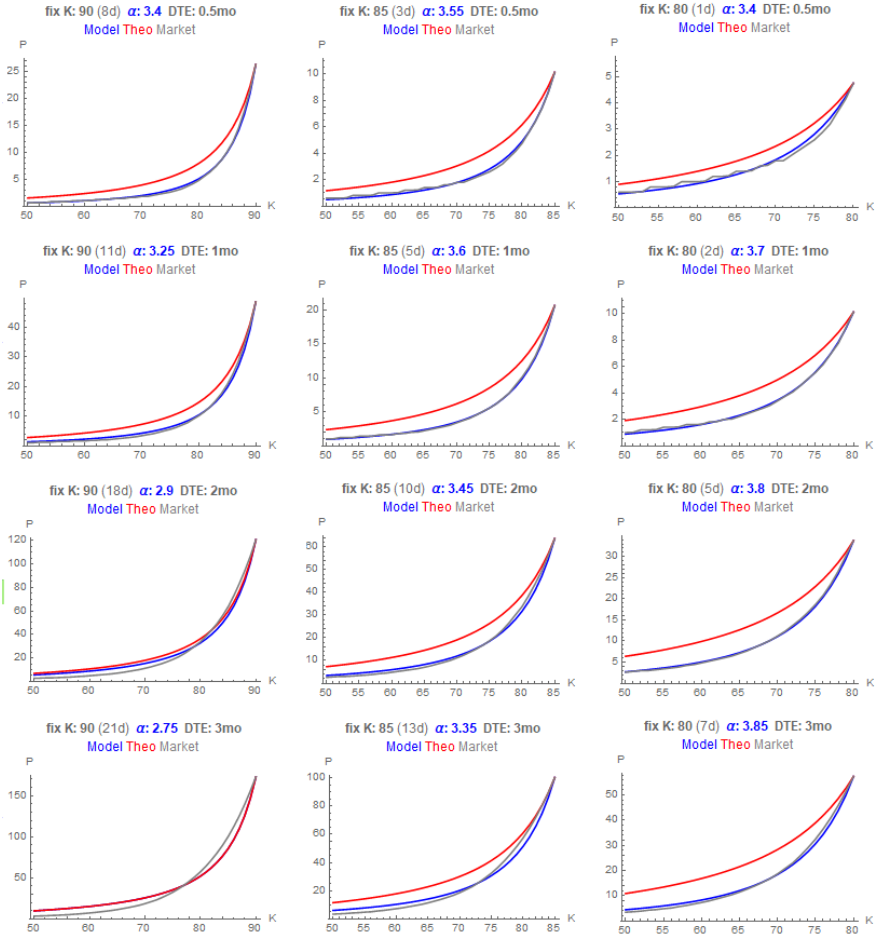 fix K: 90 (8d) α: 3.4 DTE: 0.5mo
Model Theo Market
P
25
20
15
10
5
50 60 70 80 90 K
fix K: 85 (3d) α: 3.55 DTE: 0.5mo
Model Theo Market
P
10
8
6
4
2
50 55 60 65 70 75 80 85 K
fix K: 80 (1d) α: 3.4 DTE: 0.5mo
Model Theo Market
P
5
4
3
2
1
50 55 60 65 70 75 80 K
fix K: 90 (11d) α: 3.25 DTE: 1mo
Model Theo Market
P
40
30
20
10
50 60 70 80 90 K
fix K: 85 (5d) α: 3.6 DTE: 1mo
Model Theo Market
P
20
15
10
5
50 55 60 65 70 75 80 85 K
fix K: 80 (2d) α: 3.7 DTE: 1mo
Model Theo Market
P
10
8
6
4
2
50 55 60 65 70 75 80 K
fix K: 90 (18d) α: 2.9 DTE: 2mo
Model Theo Market
P
120
100
80
60
40
20
50 60 70 80 90 K
fix K: 85 (10d) α: 3.45 DTE: 2mo
Model Theo Market
P
60
50
40
30
20
10
50 55 60 65 70 75 80 85 K
fix K: 80 (5d) α: 3.8 DTE: 2mo
Model Theo Market
P
30
25
20
15
10
5
50 55 60 65 70 75 80 K
fix K: 90 (21d) α: 2.75 DTE: 3mo
Model Theo Market
P
150
100
50
50 60 70 80 90 K
fix K: 85 (13d) α: 3.35 DTE: 3mo
Model Theo Market
P
100
80
60
40
20
50 55 60 65 70 75 80 85 K
fix K: 80 (7d) α: 3.85 DTE: 3mo
Model Theo Market
P
50
40
30
20
10
50 55 60 65 70 75 80 K